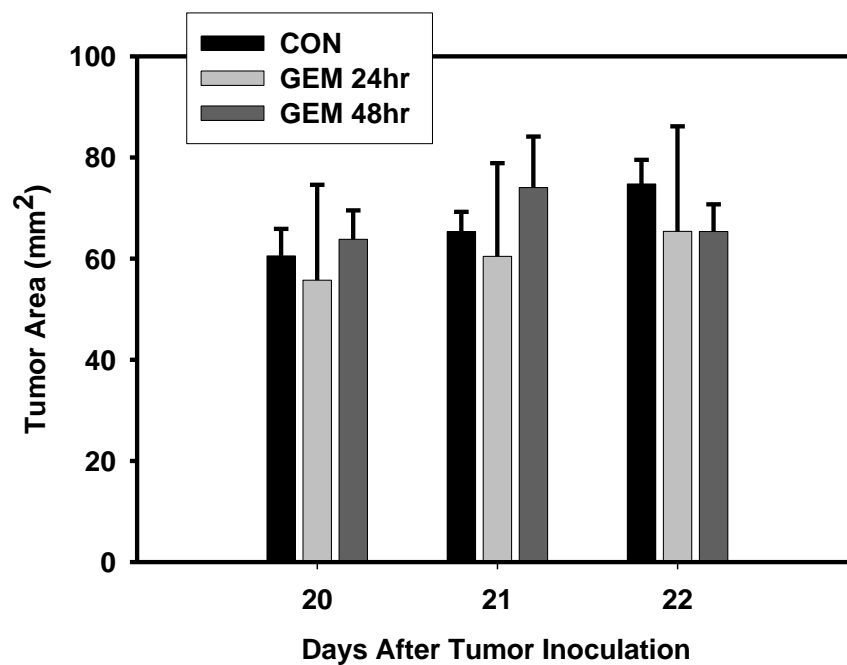 CON
GEM 24hr
GEM 48hr
100
80
60
40
20
0
Tumor Area (mm²)
20 21 22
Days After Tumor Inoculation